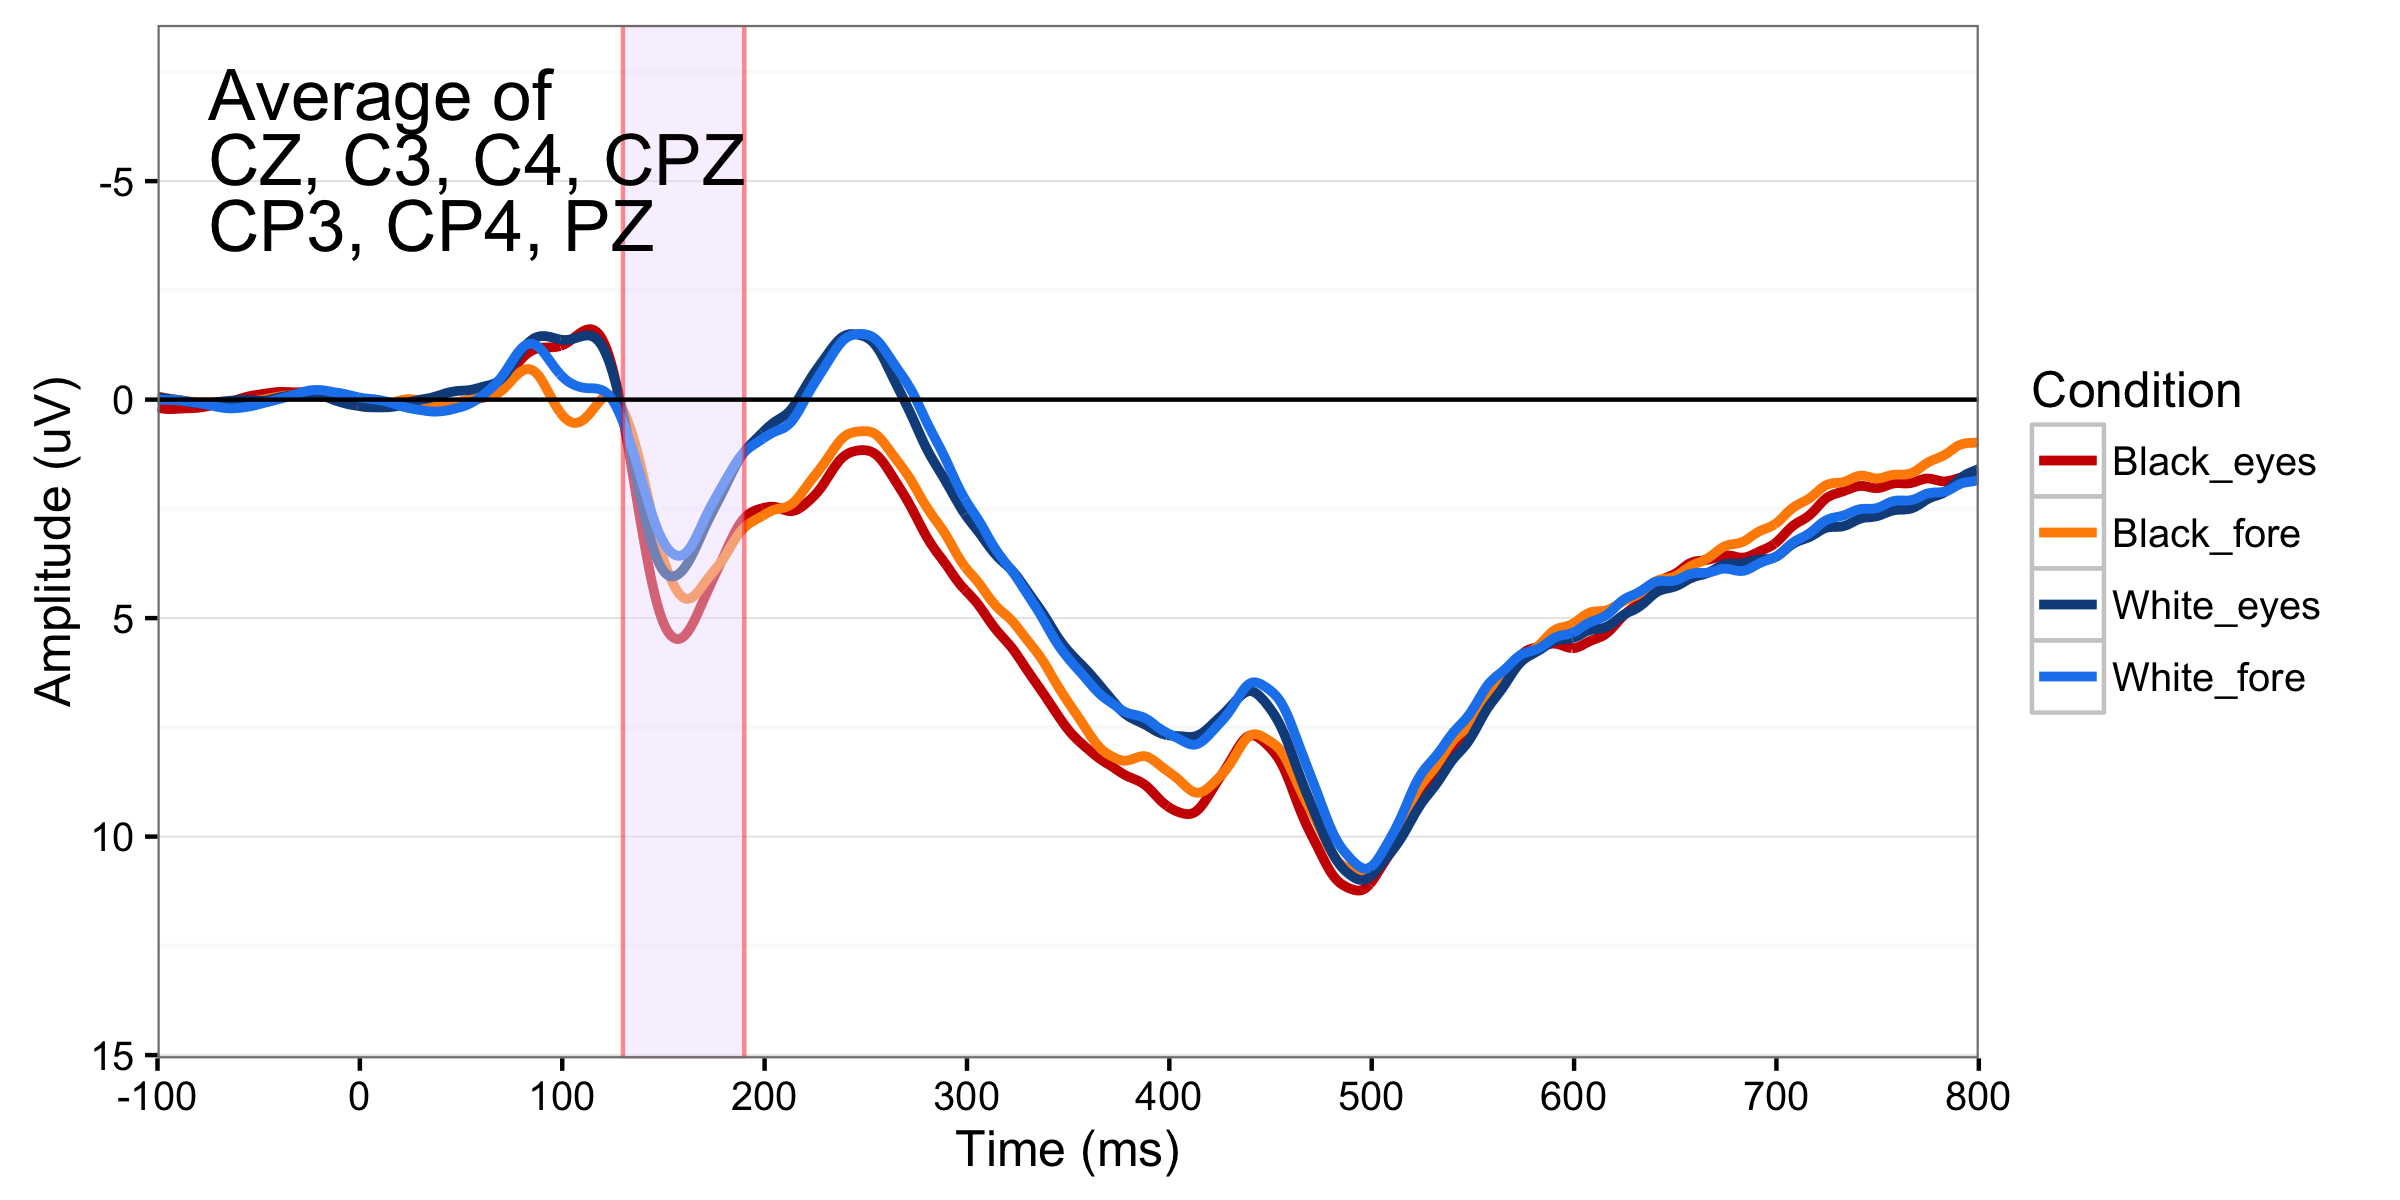 Average of
CZ, C3, C4, CPZ
CP3, CP4, PZ
-5
0
5
10
15
Amplitude (uV)
-100 0 100 200 300 400 500 600 700 800
Time (ms)
Condition
Black_eyes
Black_fore
White_eyes
White_fore